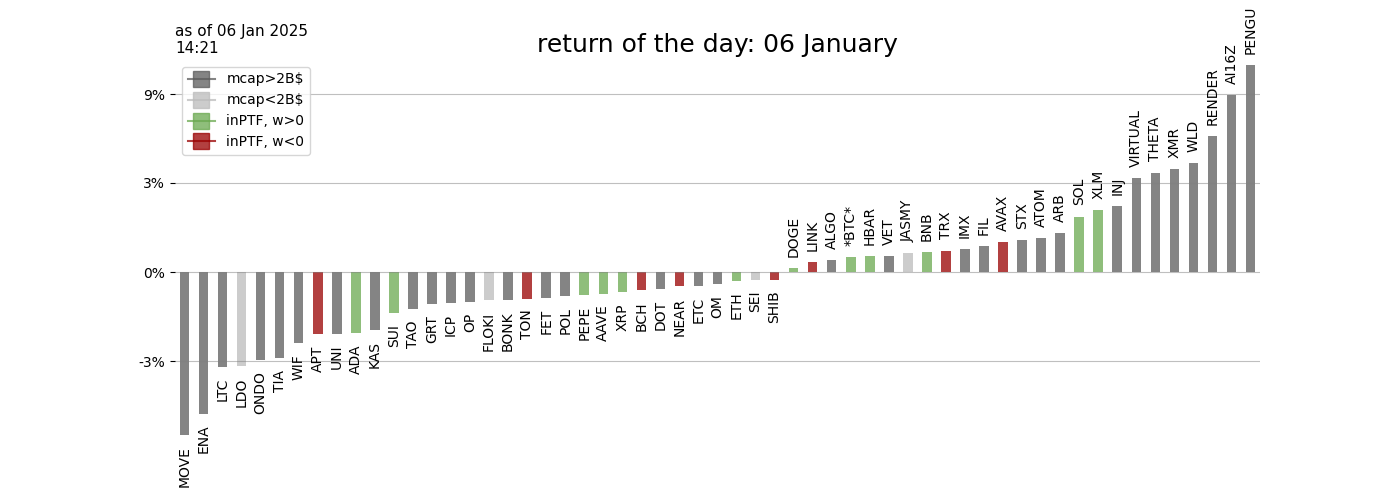 as of 06 Jan 2025
14:21
return of the day: 06 January
mcap>2B$
mcap<2B$
inPTF, w>0
inPTF, w<0
9%
3%
0%
-3%
MOVE
ENA
LTC
LDO
ONDO
TIA
WIF
APT
UNI
ADA
KAS
SUI
TAO
GRT
ICP
OP
FLOKI
BONK
TON
FET
POL
PEPE
AAVE
XRP
BCH
DOT
NEAR
ETC
OM
ETH
SEI
SHIB
DOGE
LINK
ALGO
*BTC*
HBAR
VET
JASMY
BNB
TRX
IMX
FIL
AVAX
STX
ATOM
ARB
SOL
XLM
INJ
VIRTUAL
THETA
XMR
WLD
RENDER
AI16Z
PENGU